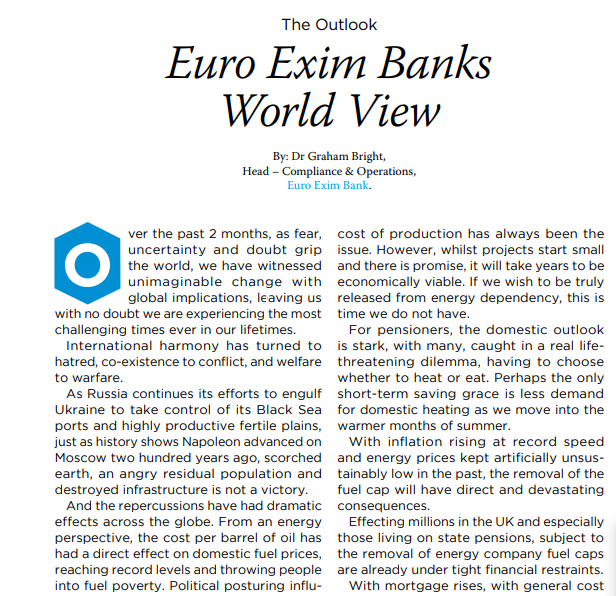 The Outlook
Euro Exim Banks
World View
By: Dr Graham Bright,
Head – Compliance & Operations,
Euro Exim Bank.
Over the past 2 months, as fear,
uncertainty and doubt grip
the world, we have witnessed
unimaginable change with
global implications, leaving us
with no doubt we are experiencing the most
challenging times ever in our lifetimes.
International harmony has turned to
hatred, co-existence to conflict, and welfare
to warfare.
As Russia continues its efforts to engulf
Ukraine to take control of its Black Sea
ports and highly productive fertile plains,
just as history shows Napoleon advanced on
Moscow two hundred years ago, scorched
earth, an angry residual population and
destroyed infrastructure is not a victory.
And the repercussions have had dramatic
effects across the globe. From an energy
perspective, the cost per barrel of oil has
had a direct effect on domestic fuel prices,
reaching record levels and throwing people
into fuel poverty. Political posturing influ-
cost of production has always been the
issue. However, whilst projects start small
and there is promise, it will take years to be
economically viable. If we wish to be truly
released from energy dependency, this is
time we do not have.
For pensioners, the domestic outlook
is stark, with many, caught in a real life-
threatening dilemma, having to choose
whether to heat or eat. Perhaps the only
short-term saving grace is less demand
for domestic heating as we move into the
warmer months of summer.
With inflation rising at record speed
and energy prices kept artificially unsus-
tainably low in the past, the removal of the
fuel cap will have direct and devastating
consequences.
Effecting millions in the UK and especially
those living on state pensions, subject to
the removal of energy company fuel caps
are already under tight financial restraints.
With mortgage rises, with general cost